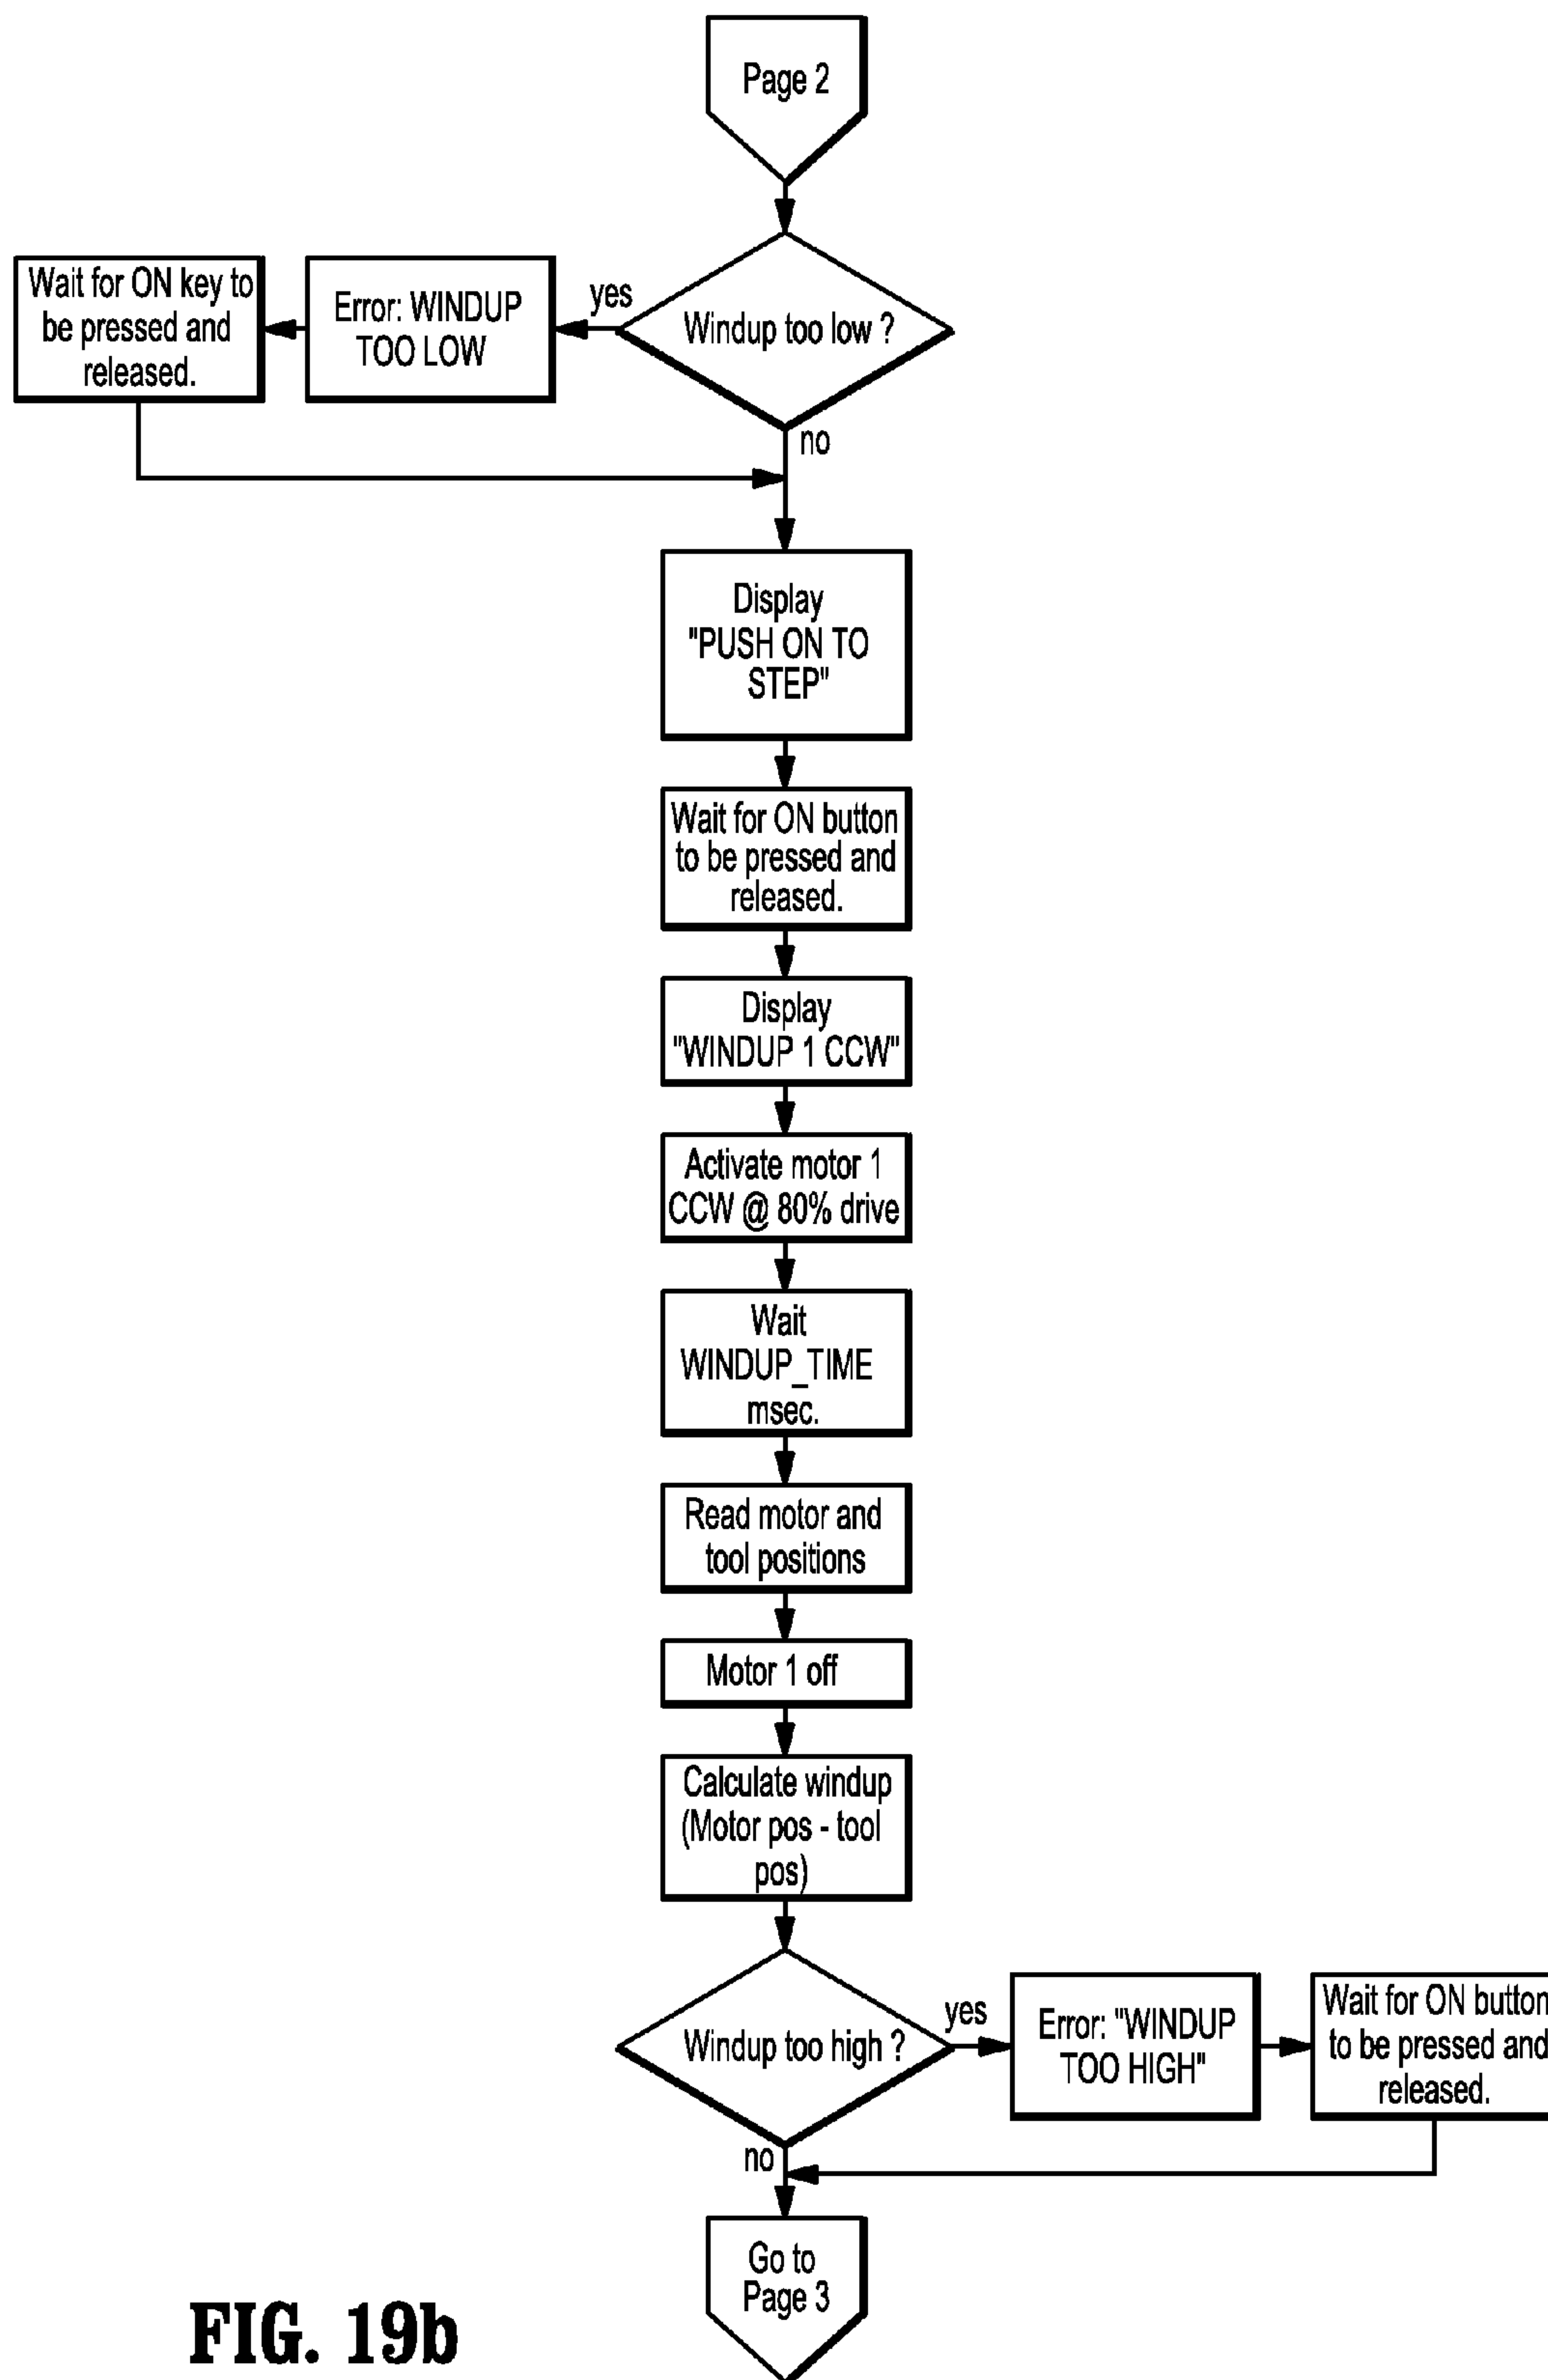 Page 2
Windup too low ?
yes
Error: WINDUP
TOO LOW
Wait for ON key to
be pressed and
released.
no
Display
"PUSH ON TO
STEP"
Wait for ON button
to be pressed and
released.
Display
"WINDUP 1 CCW"
Activate motor 1
CCW @ 80% drive
Wait
WINDUP_TIME
msec.
Read motor and
tool positions
Motor 1 off
Calculate windup
(Motor pos - tool
pos)
Windup too high ?
yes
Error: "WINDUP
TOO HIGH"
Wait for ON button
to be pressed and
released.
no
Go to
Page 3
FIG. 19b